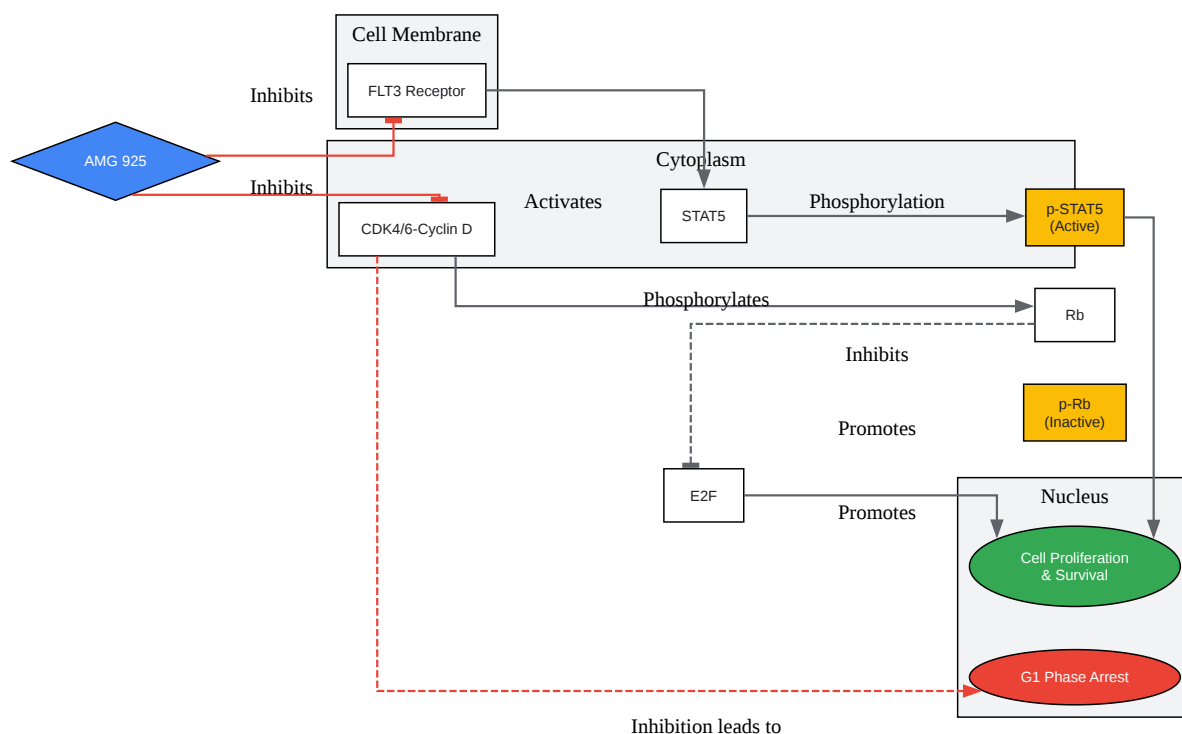 Cell Membrane
FLT3 Receptor
Inhibits
AMG 925
Inhibits
Cytoplasm
Activates
CDK4/6-Cyclin D
STAT5
Phosphorylation
p-STAT5
(Active)
Phosphorylates
Rb
Inhibits
p-Rb
(Inactive)
Promotes
E2F
Promotes
Nucleus
Cell Proliferation
& Survival
G1 Phase Arrest
Inhibition leads to